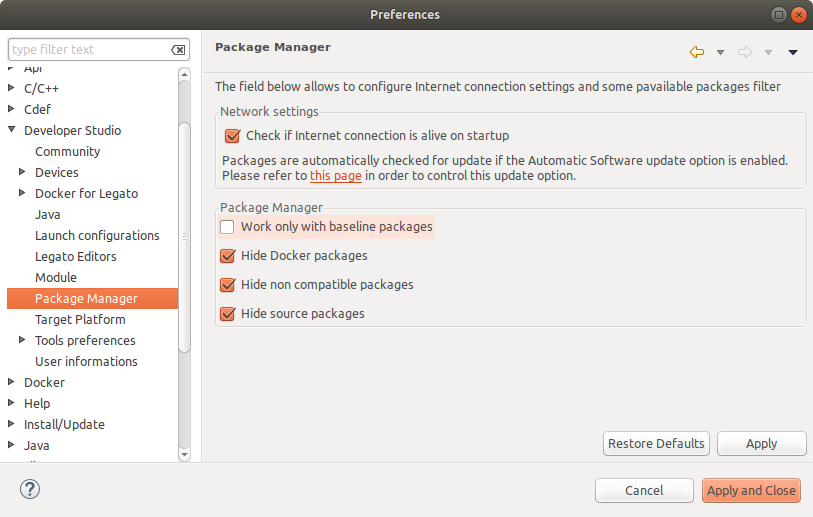 Preferences
type filter text
Package Manager
Api
C/C++
Cdef
Developer Studio
Community
Devices
Docker for Legato
Java
Launch configurations
Legato Editors
Module
Package Manager
Target Platform
Tools preferences
User informations
Docker
Help
Install/Update
Java
The field below allows to configure Internet connection settings and some pavailable packages filter
Network settings
Check if Internet connection is alive on startup
Packages are automatically checked for update if the Automatic Software update option is enabled.
Please refer to this page in order to control this update option.
Package Manager
Work only with baseline packages
Hide Docker packages
Hide non compatible packages
Hide source packages
Restore Defaults
Apply
?
Cancel
Apply and Close